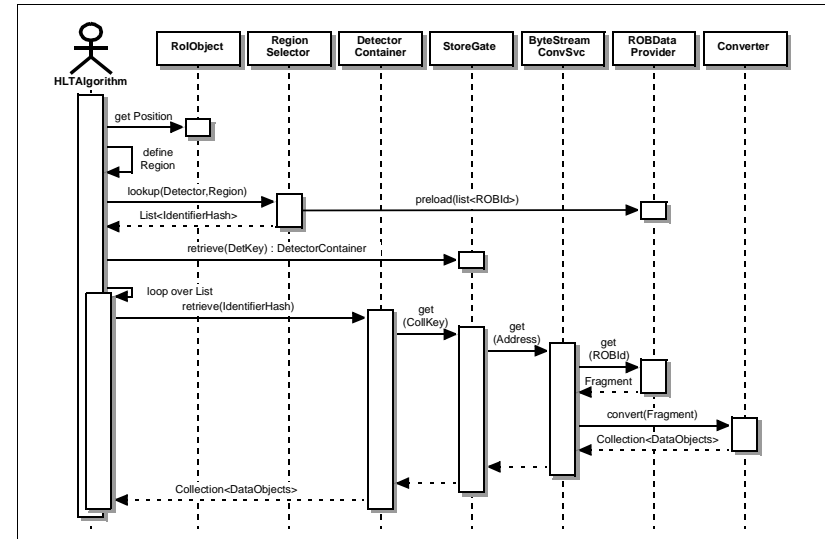 RoIObject
Region
Selector
Detector
Container
StoreGate
ByteStream
ConvSvc
ROBData
Provider
Converter
HLTAlgorithm
get Position
define
Region
lookup(Detector,Region)
preload(list<ROBId>)
List<IdentifierHash>
retrieve(DetKey) : DetectorContainer
loop over List
retrieve(IdentifierHash)
get
(CollKey)
get
(Address)
get
(ROBId)
Fragment
convert(Fragment)
Collection<DataObjects>
Collection<DataObjects>